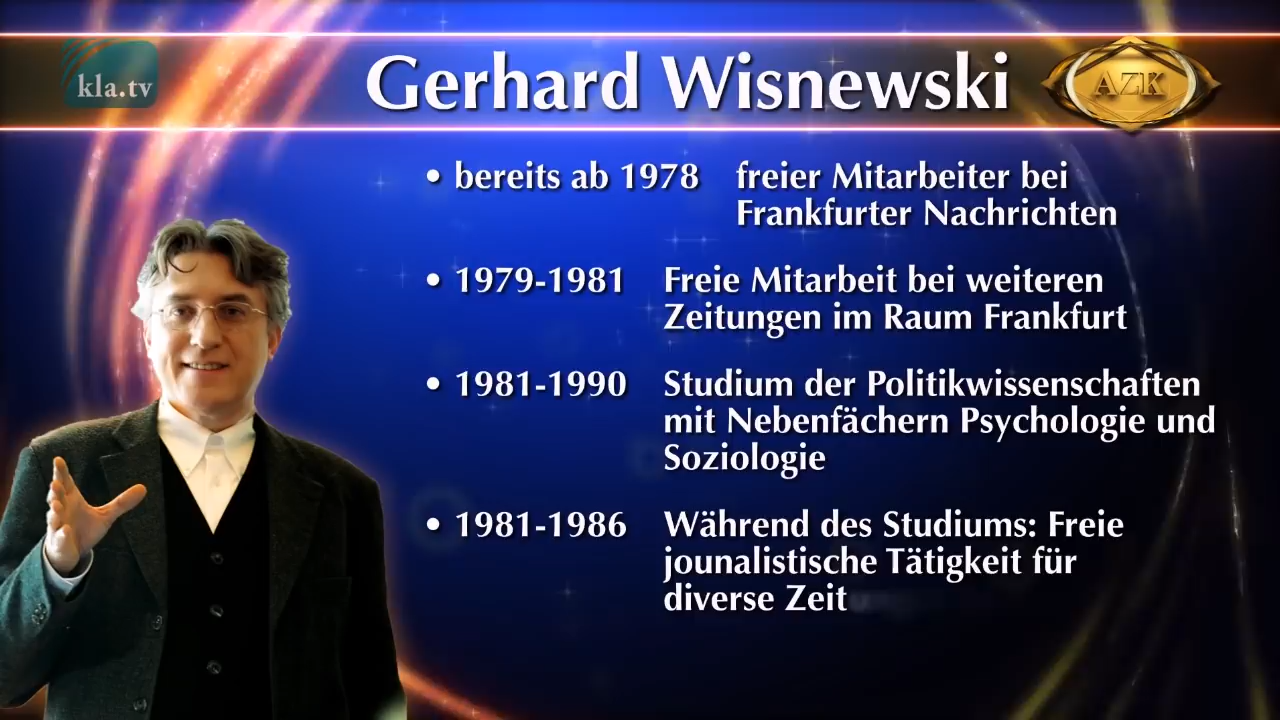 kla.tv
Gerhard Wisnewski
AZK
• bereits ab 1978 freier Mitarbeiter bei
Frankfurter Nachrichten
• 1979-1981 Freie Mitarbeit bei weiteren
Zeitungen im Raum Frankfurt
• 1981-1990 Studium der Politikwissenschaften
mit Nebenfächern Psychologie und
Soziologie
• 1981-1986 Während des Studiums: Freie
jounalistische Tätigkeit für
diverse Zeit